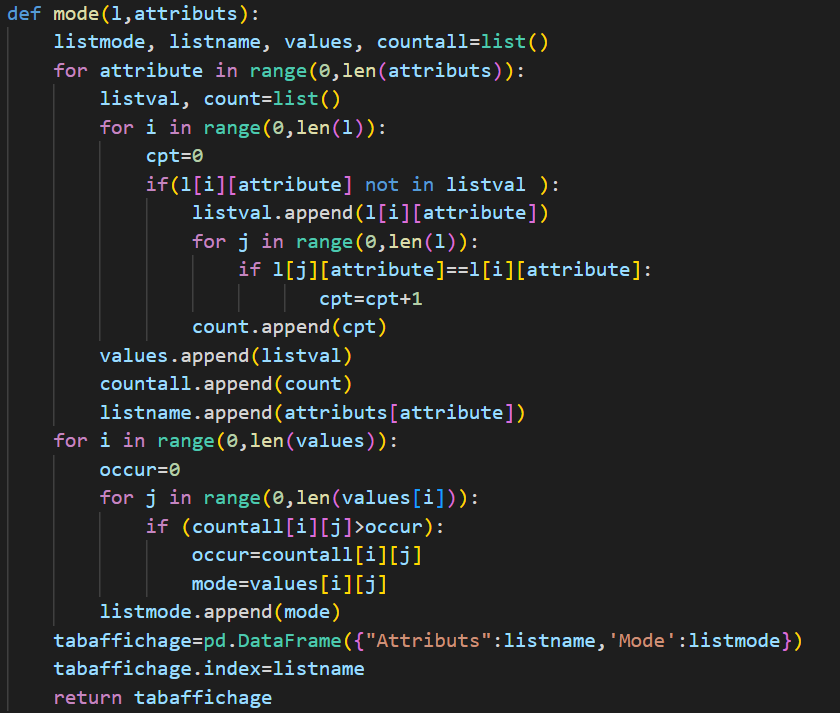 def mode(l,attributs):
    listmode, listname, values, countall=list()
    for attribute in range(0,len(attributs)):
        listval, count=list()
        for i in range(0,len(l)):
            cpt=0
            if(l[i][attribute] not in listval ):
                listval.append(l[i][attribute])
                for j in range(0,len(l)):
                    if l[j][attribute]==l[i][attribute]:
                           cpt=cpt+1
                count.append(cpt)
        values.append(listval)
        countall.append(count)
        listname.append(attributs[attribute])
    for i in range(0,len(values)):
        occur=0
        for j in range(0,len(values[i])):
            if (countall[i][j]>occur):
                occur=countall[i][j]
                mode=values[i][j]
        listmode.append(mode)
    tabaffichage=pd.DataFrame({"Attributs":listname,'Mode':listmode})
    tabaffichage.index=listname
    return tabaffichage